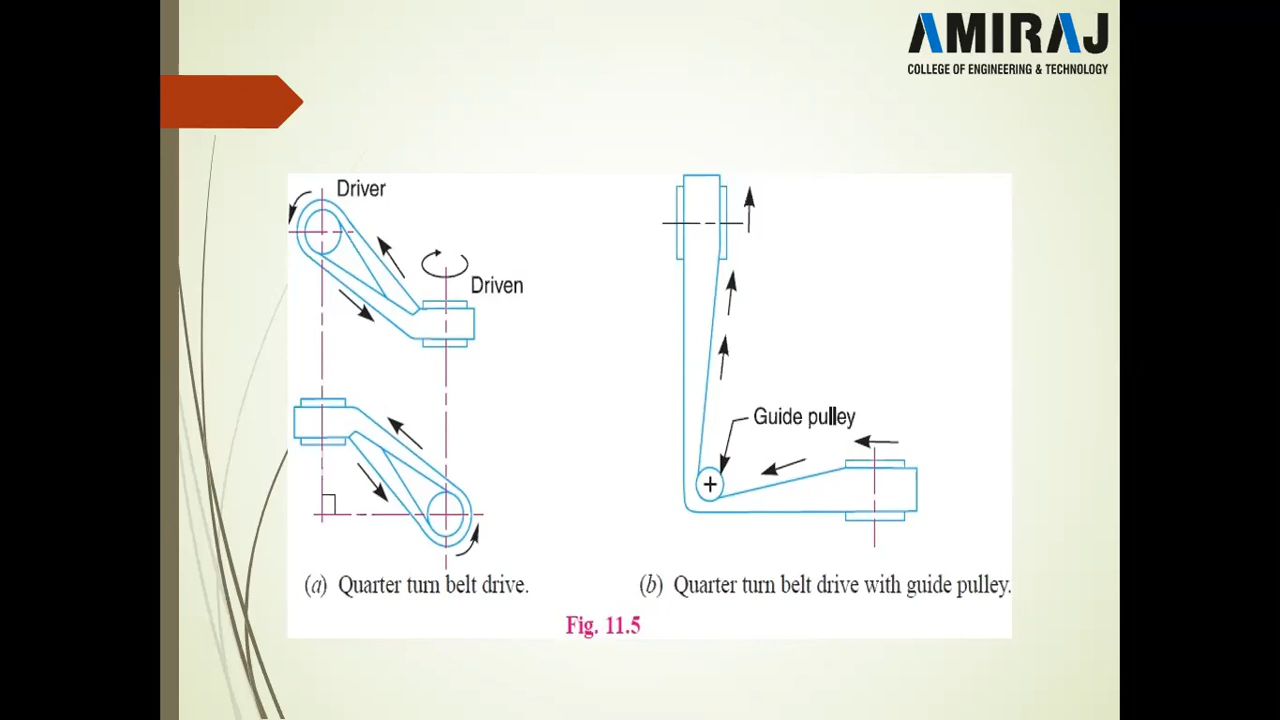 AMIRAJ
COLLEGE OF ENGINEERING & TECHNOLOGY
Driver
Driven
Guide pulley
(a) Quarter turn belt drive.
(b) Quarter turn belt drive with guide pulley.
Fig. 11.5